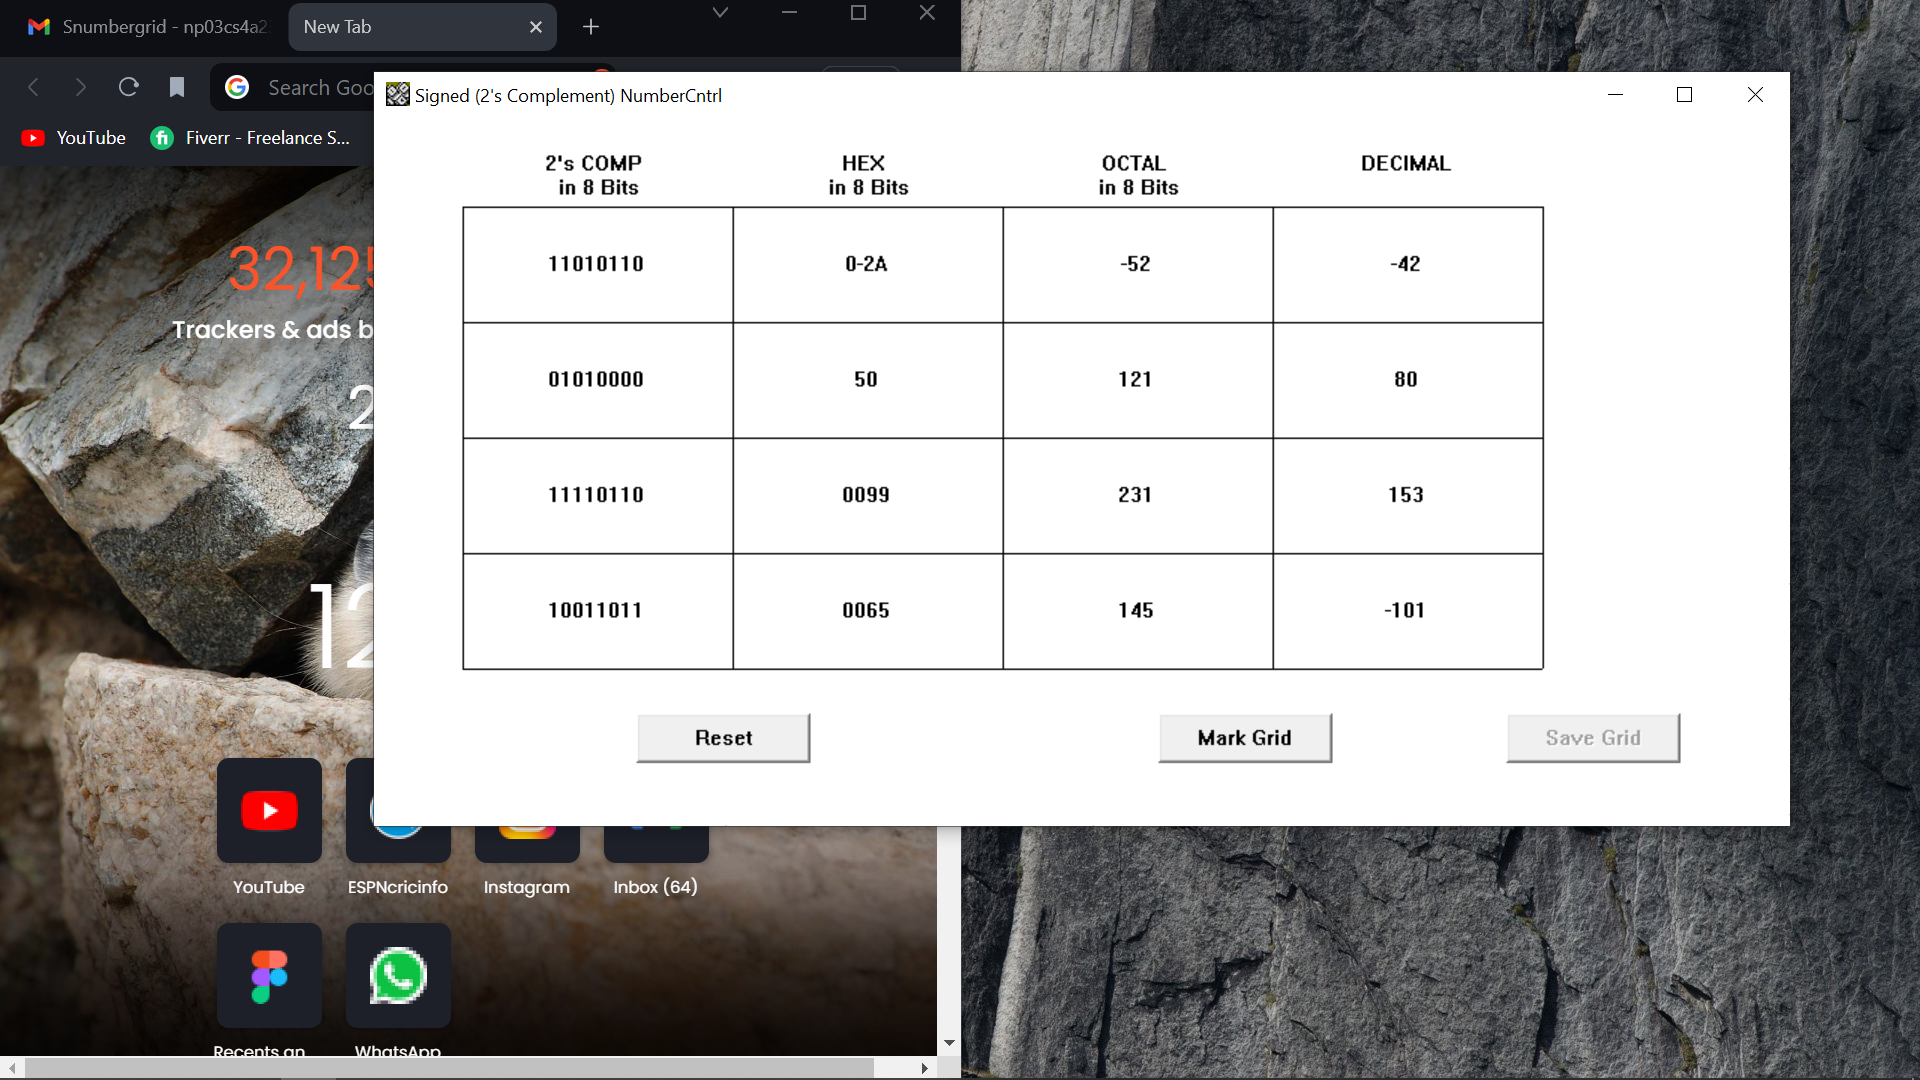 Snumbergrid - np03cs4a2
New Tab
Search Goo
YouTube
Fiverr - Freelance S...
32,125
Trackers & ads b
2
12
YouTube
ESPNcricinfo
Instagram
Inbox (64)
Recents an
WhatsApp
Signed (2's Complement) NumberCntrl
2's COMP HEX OCTAL DECIMAL
in 8 Bits in 8 Bits in 8 Bits
11010110 0-2A -52 -42
01010000 50 121 80
11110110 0099 231 153
10011011 0065 145 -101
Reset Mark Grid Save Grid